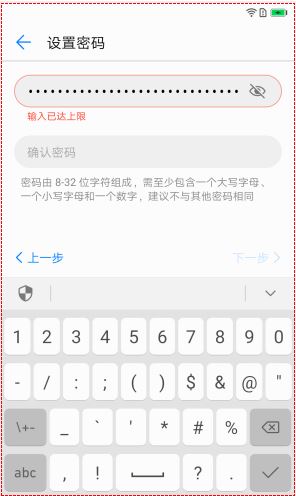 设置密码
输入已达上限
确认密码
密码由 8-32 位字符组成，需至少包含一个大写字母、
一个小写字母和一个数字，建议不与其他密码相同
上一步 下一步
1 2 3 4 5 6 7 8 9 0
- / : ; ( ) $ & @ "
\+- _ ` ' * # %
abc , ! ? .